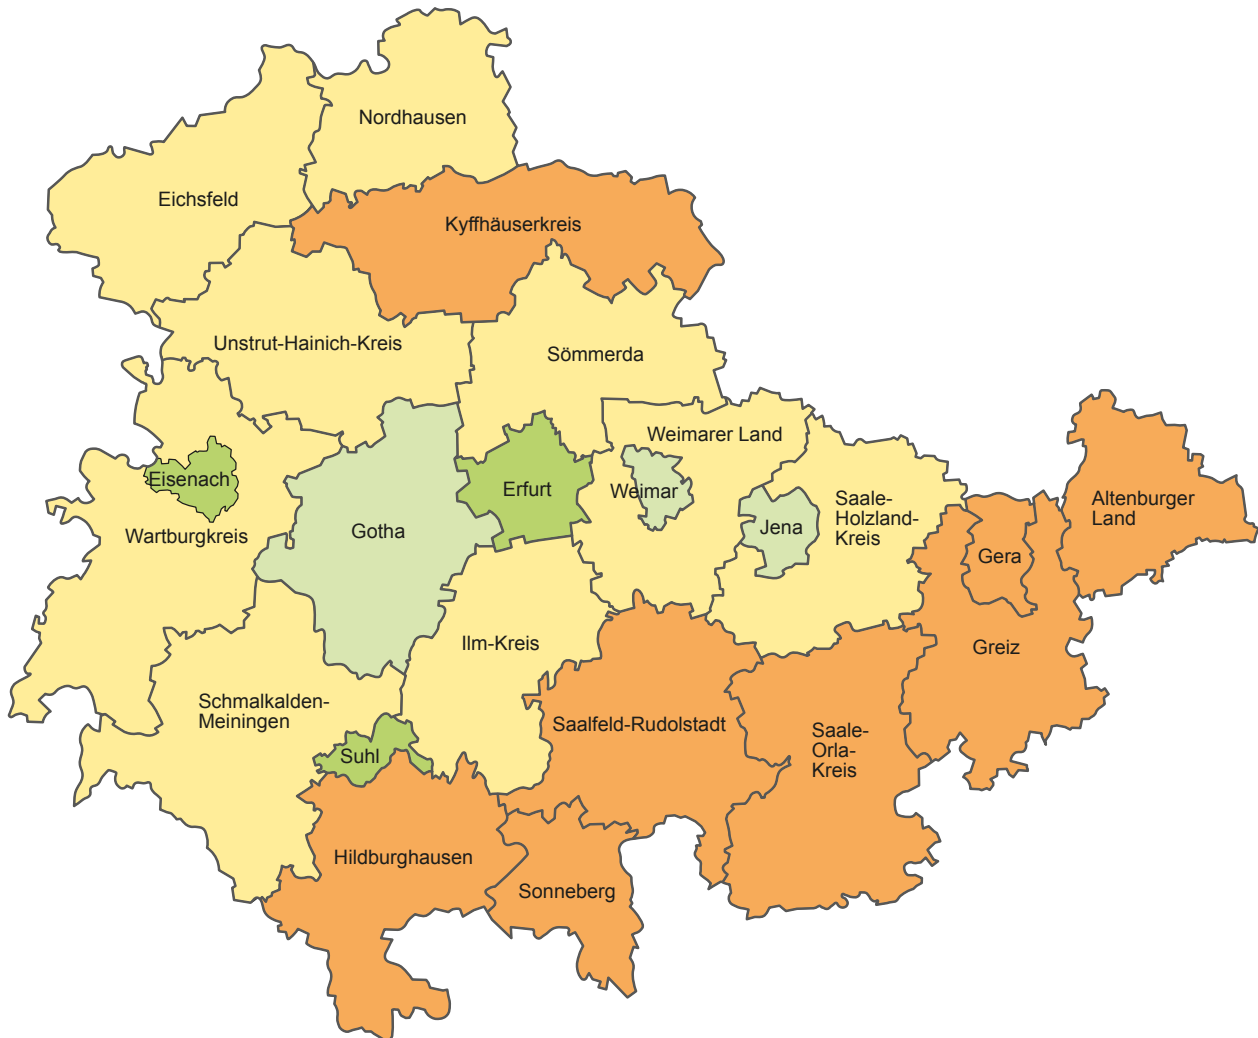 Nordhausen
Eichsfeld
Kyffhäuserkreis
Unstrut-Hainich-Kreis
Sömmerda
Weimarer Land
Eisenach
Erfurt
Weimar
Saale-
Holzland-
Kreis
Altenburger
Land
Wartburgkreis
Gotha
Jena
Gera
Ilm-Kreis
Greiz
Schmalkalden-
Meiningen
Saalfeld-Rudolstadt
Saale-
Orla-
Kreis
Suhl
Hildburghausen
Sonneberg